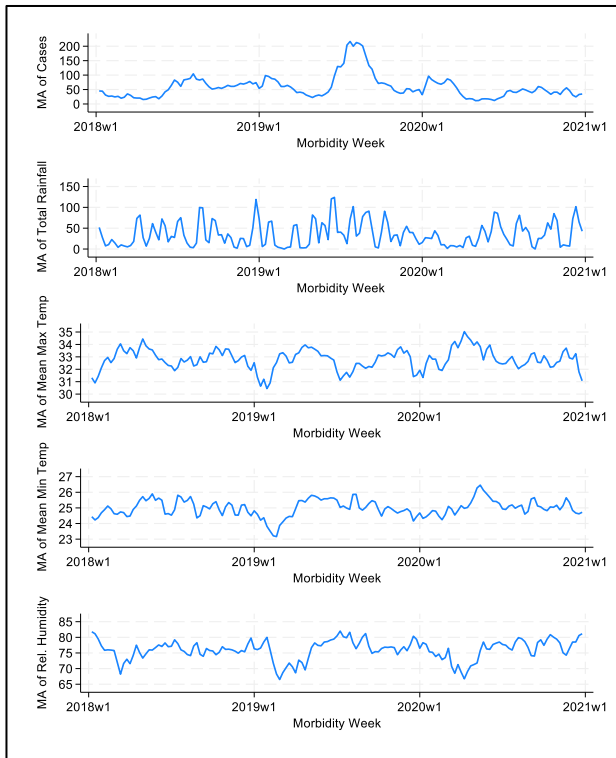 MA of Cases
200
150
100
50
0
2018w1 2019w1 2020w1 2021w1
Morbidity Week
MA of Total Rainfall
150
100
50
0
2018w1 2019w1 2020w1 2021w1
Morbidity Week
MA of Mean Max Temp
35
34
33
32
31
30
2018w1 2019w1 2020w1 2021w1
Morbidity Week
MA of Mean Min Temp
27
26
25
24
23
2018w1 2019w1 2020w1 2021w1
Morbidity Week
MA of Rel. Humidity
85
80
75
70
65
2018w1 2019w1 2020w1 2021w1
Morbidity Week